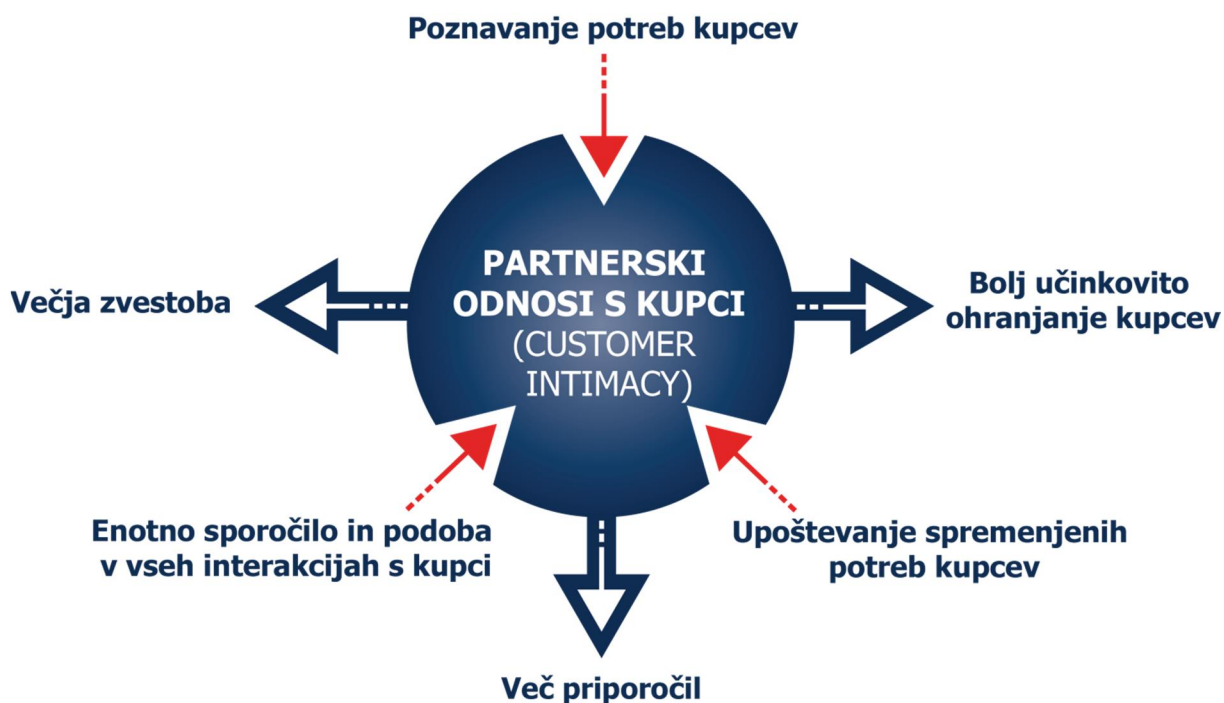 Poznavanje potreb kupcev
PARTNERSKI
ODNOSI S KUPCI
(CUSTOMER
INTIMACY)
Večja zvestoba
Bolj učinkovito
ohranjanje kupcev
Enotno sporočilo in podoba
v vseh interakcijah s kupci
Upoštevanje spremenjenih
potreb kupcev
Več priporočil